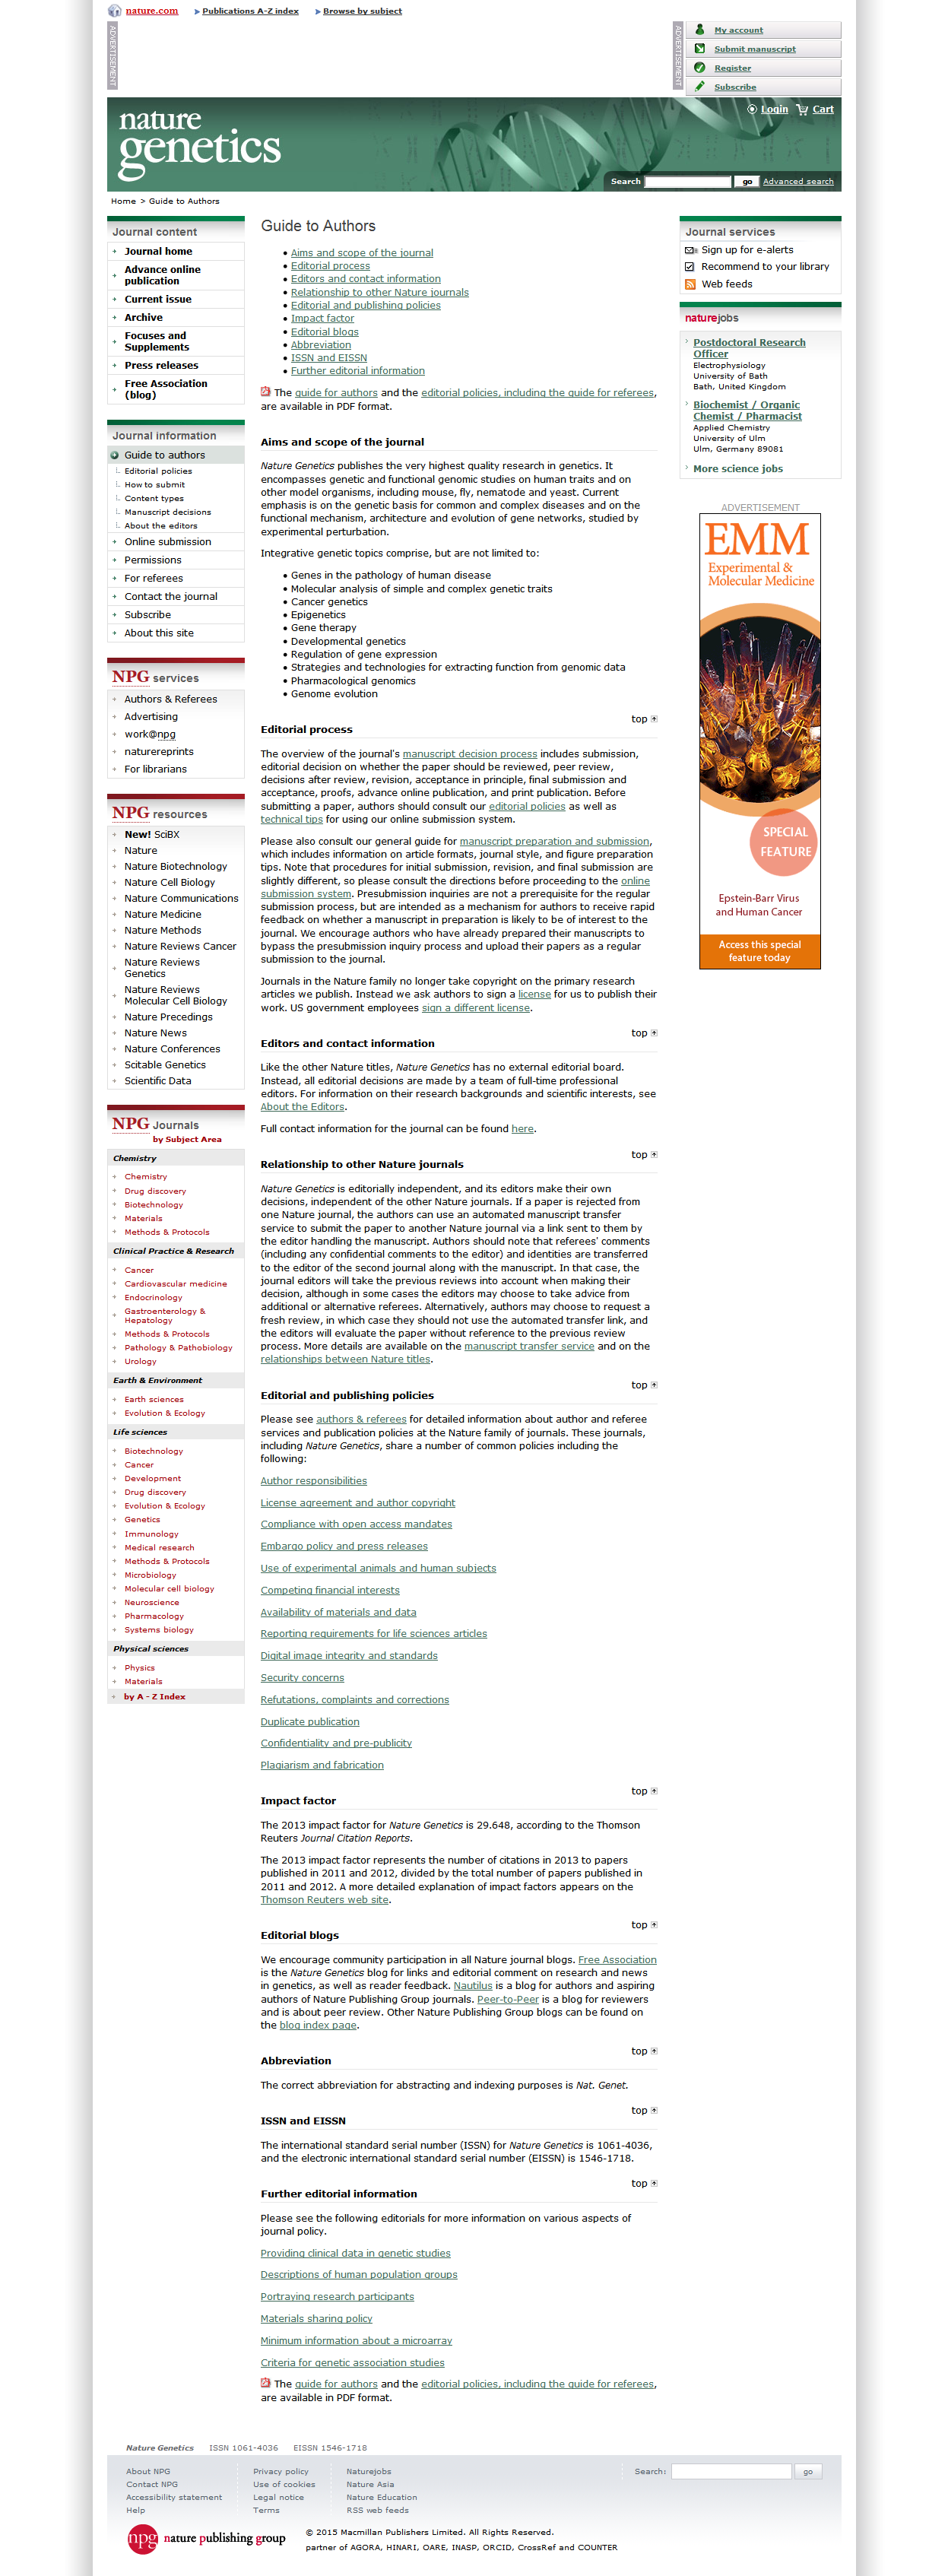 nature.com
Publications A-Z index
Browse by subject
ADVERTISEMENT
ADVERTISEMENT
My account
Submit manuscript
Register
Subscribe
nature
genetics
Login
Cart
Search
go
Advanced search
Home > Guide to Authors
Journal content
Journal home
Advance online
publication
Current issue
Archive
Focuses and
Supplements
Press releases
Free Association
(blog)
Journal information
Guide to authors
Editorial policies
How to submit
Content types
Manuscript decisions
About the editors
Online submission
Permissions
For referees
Contact the journal
Subscribe
About this site
NPG services
Authors & Referees
Advertising
work@npg
naturereprints
For librarians
NPG resources
New! SciBX
Nature
Nature Biotechnology
Nature Cell Biology
Nature Communications
Nature Medicine
Nature Methods
Nature Reviews Cancer
Nature Reviews
Genetics
Nature Reviews
Molecular Cell Biology
Nature Precedings
Nature News
Nature Conferences
Scitable Genetics
Scientific Data
NPG Journals
by Subject Area
Chemistry
Chemistry
Drug discovery
Biotechnology
Materials
Methods & Protocols
Clinical Practice & Research
Cancer
Cardiovascular medicine
Endocrinology
Gastroenterology &
Hepatology
Methods & Protocols
Pathology & Pathobiology
Urology
Earth & Environment
Earth sciences
Evolution & Ecology
Life sciences
Biotechnology
Cancer
Development
Drug discovery
Evolution & Ecology
Genetics
Immunology
Medical research
Methods & Protocols
Microbiology
Molecular cell biology
Neuroscience
Pharmacology
Systems biology
Physical sciences
Physics
Materials
by A - Z Index
Guide to Authors
Aims and scope of the journal
Editorial process
Editors and contact information
Relationship to other Nature journals
Editorial and publishing policies
Impact factor
Editorial blogs
Abbreviation
ISSN and EISSN
Further editorial information
The guide for authors and the editorial policies, including the guide for referees,
are available in PDF format.
Aims and scope of the journal
Nature Genetics publishes the very highest quality research in genetics. It
encompasses genetic and functional genomic studies on human traits and on
other model organisms, including mouse, fly, nematode and yeast. Current
emphasis is on the genetic basis for common and complex diseases and on the
functional mechanism, architecture and evolution of gene networks, studied by
experimental perturbation.
Integrative genetic topics comprise, but are not limited to:
Genes in the pathology of human disease
Molecular analysis of simple and complex genetic traits
Cancer genetics
Epigenetics
Gene therapy
Developmental genetics
Regulation of gene expression
Strategies and technologies for extracting function from genomic data
Pharmacological genomics
Genome evolution
top
Editorial process
The overview of the journal's manuscript decision process includes submission,
editorial decision on whether the paper should be reviewed, peer review,
decisions after review, revision, acceptance in principle, final submission and
acceptance, proofs, advance online publication, and print publication. Before
submitting a paper, authors should consult our editorial policies as well as
technical tips for using our online submission system.
Please also consult our general guide for manuscript preparation and submission,
which includes information on article formats, journal style, and figure preparation
tips. Note that procedures for initial submission, revision, and final submission are
slightly different, so please consult the directions before proceeding to the online
submission system. Presubmission inquiries are not a prerequisite for the regular
submission process, but are intended as a mechanism for authors to receive rapid
feedback on whether a manuscript in preparation is likely to be of interest to the
journal. We encourage authors who have already prepared their manuscripts to
bypass the presubmission inquiry process and upload their papers as a regular
submission to the journal.
Journals in the Nature family no longer take copyright on the primary research
articles we publish. Instead we ask authors to sign a license for us to publish their
work. US government employees sign a different license.
top
Editors and contact information
Like the other Nature titles, Nature Genetics has no external editorial board.
Instead, all editorial decisions are made by a team of full-time professional
editors. For information on their research backgrounds and scientific interests, see
About the Editors.
Full contact information for the journal can be found here.
top
Relationship to other Nature journals
Nature Genetics is editorially independent, and its editors make their own
decisions, independent of the other Nature journals. If a paper is rejected from
one Nature journal, the authors can use an automated manuscript transfer
service to submit the paper to another Nature journal via a link sent to them by
the editor handling the manuscript. Authors should note that referees' comments
(including any confidential comments to the editor) and identities are transferred
to the editor of the second journal along with the manuscript. In that case, the
journal editors will take the previous reviews into account when making their
decision, although in some cases the editors may choose to take advice from
additional or alternative referees. Alternatively, authors may choose to request a
fresh review, in which case they should not use the automated transfer link, and
the editors will evaluate the paper without reference to the previous review
process. More details are available on the manuscript transfer service and on the
relationships between Nature titles.
top
Editorial and publishing policies
Please see authors & referees for detailed information about author and referee
services and publication policies at the Nature family of journals. These journals,
including Nature Genetics, share a number of common policies including the
following:
Author responsibilities
License agreement and author copyright
Compliance with open access mandates
Embargo policy and press releases
Use of experimental animals and human subjects
Competing financial interests
Availability of materials and data
Reporting requirements for life sciences articles
Digital image integrity and standards
Security concerns
Refutations, complaints and corrections
Duplicate publication
Confidentiality and pre-publicity
Plagiarism and fabrication
top
Impact factor
The 2013 impact factor for Nature Genetics is 29.648, according to the Thomson
Reuters Journal Citation Reports.
The 2013 impact factor represents the number of citations in 2013 to papers
published in 2011 and 2012, divided by the total number of papers published in
2011 and 2012. A more detailed explanation of impact factors appears on the
Thomson Reuters web site.
top
Editorial blogs
We encourage community participation in all Nature journal blogs. Free Association
is the Nature Genetics blog for links and editorial comment on research and news
in genetics, as well as reader feedback. Nautilus is a blog for authors and aspiring
authors of Nature Publishing Group journals. Peer-to-Peer is a blog for reviewers
and is about peer review. Other Nature Publishing Group blogs can be found on
the blog index page.
top
Abbreviation
The correct abbreviation for abstracting and indexing purposes is Nat. Genet.
top
ISSN and EISSN
The international standard serial number (ISSN) for Nature Genetics is 1061-4036,
and the electronic international standard serial number (EISSN) is 1546-1718.
top
Further editorial information
Please see the following editorials for more information on various aspects of
journal policy.
Providing clinical data in genetic studies
Descriptions of human population groups
Portraying research participants
Materials sharing policy
Minimum information about a microarray
Criteria for genetic association studies
The guide for authors and the editorial policies, including the guide for referees,
are available in PDF format.
Journal services
Sign up for e-alerts
Recommend to your library
Web feeds
naturejobs
Postdoctoral Research
Officer
Electrophysiology
University of Bath
Bath, United Kingdom
Biochemist / Organic
Chemist / Pharmacist
Applied Chemistry
University of Ulm
Ulm, Germany 89081
More science jobs
ADVERTISEMENT
EMM
Experimental &
Molecular Medicine
SPECIAL
FEATURE
Epstein-Barr Virus
and Human Cancer
Access this special
feature today
Nature Genetics ISSN 1061-4036 EISSN 1546-1718
About NPG
Contact NPG
Accessibility statement
Help
Privacy policy
Use of cookies
Legal notice
Terms
Naturejobs
Nature Asia
Nature Education
RSS web feeds
Search:
go
npg nature publishing group
© 2015 Macmillan Publishers Limited. All Rights Reserved.
partner of AGORA, HINARI, OARE, INASP, ORCID, CrossRef and COUNTER